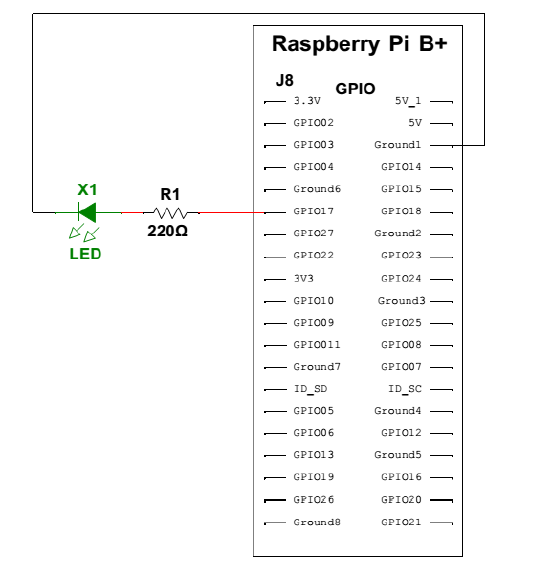 Raspberry Pi B+
J8
GPIO
3.3V 5V_1
GPIO02 5V
GPIO03 Ground1
GPIO04 GPIO14
X1 R1 Ground6 GPIO15
GPIO17 GPIO18
220Ω GPIO27 Ground2
LED GPIO22 GPIO23
3V3 GPIO24
GPIO10 Ground3
GPIO09 GPIO25
GPIO011 GPIO08
Ground7 GPIO07
ID_SD ID_SC
GPIO05 Ground4
GPIO06 GPIO12
GPIO13 Ground5
GPIO19 GPIO16
GPIO26 GPIO20
Ground8 GPIO21